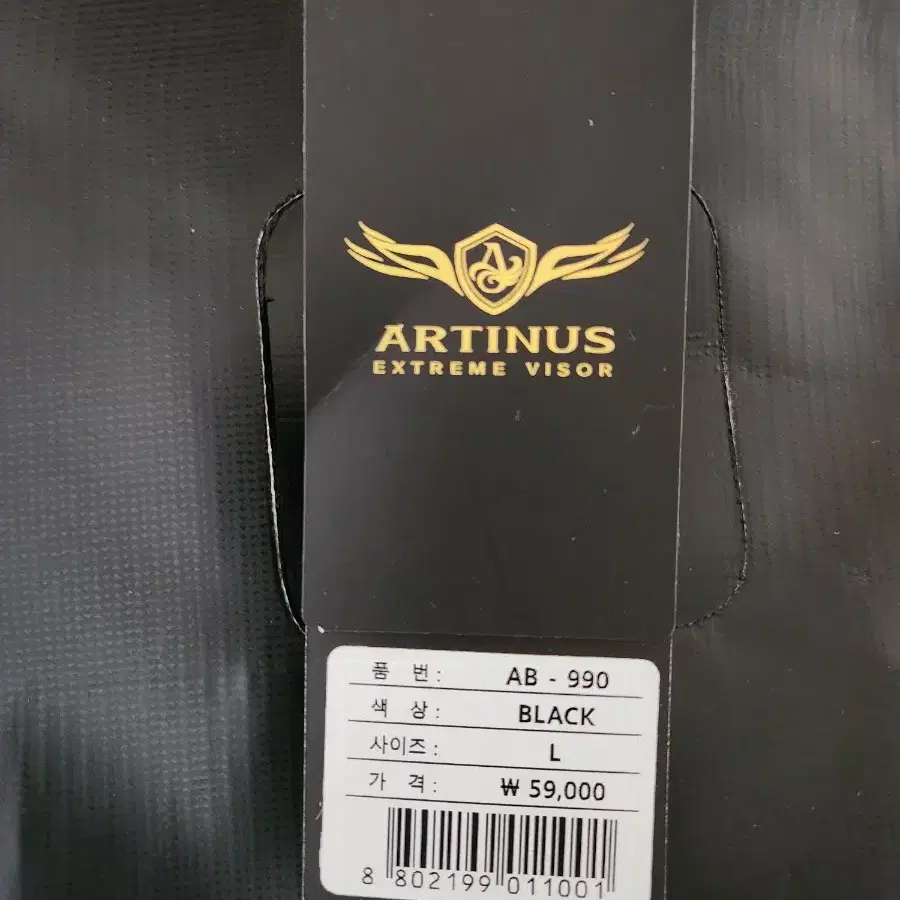 ARTINUS
EXTREME VISOR
품 번 : AB - 990
색 상 : BLACK
사이즈 : L
가 격 : ₩ 59,000
8 802199 011001